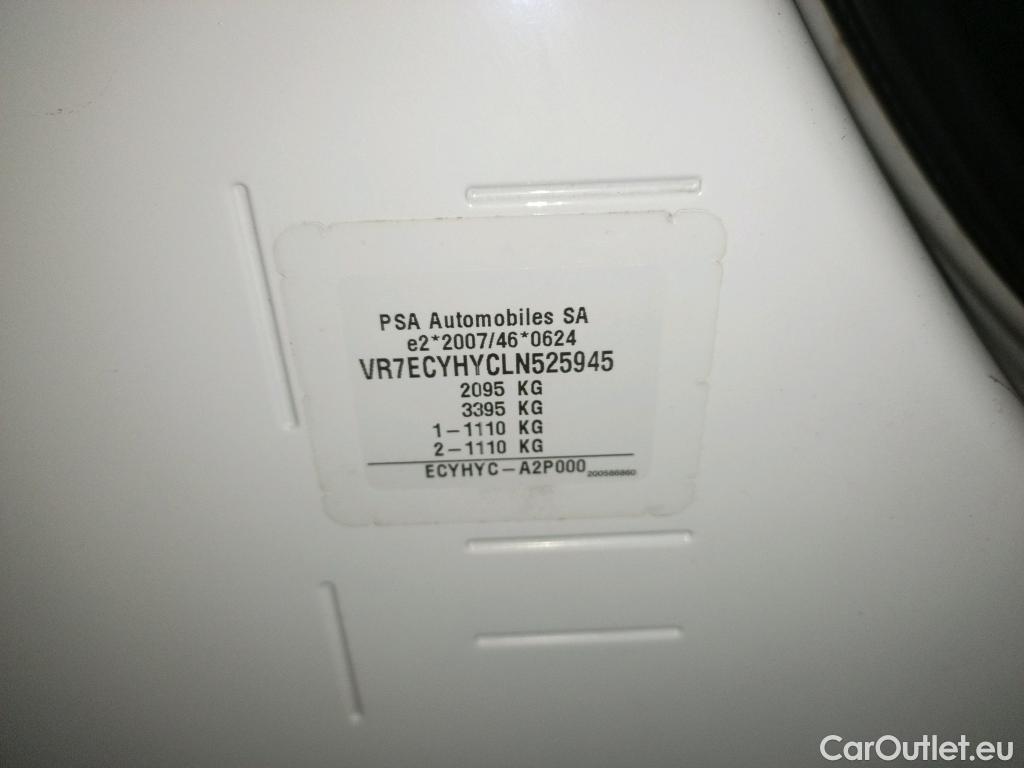 PSA Automobiles SA
e2*2007/46*0624
VR7ECYHYCLN525945
2095 KG
3395 KG
1-1110 KG
2-1110 KG
ECYHYC-A2P000 200586860
CarOutlet.eu